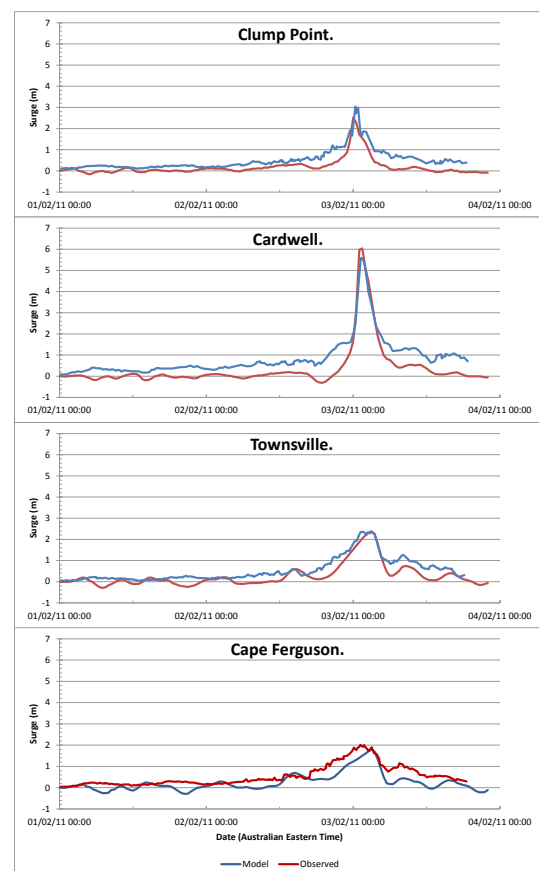 Clump Point.
7
6
5
4
3
2
1
0
-1
Surge (m)
01/02/11 00:00 02/02/11 00:00 03/02/11 00:00 04/02/11 00:00
Cardwell.
7
6
5
4
3
2
1
0
-1
Surge (m)
01/02/11 00:00 02/02/11 00:00 03/02/11 00:00 04/02/11 00:00
Townsville.
7
6
5
4
3
2
1
0
-1
Surge (m)
01/02/11 00:00 02/02/11 00:00 03/02/11 00:00 04/02/11 00:00
Cape Ferguson.
7
6
5
4
3
2
1
0
-1
Surge (m)
01/02/11 00:00 02/02/11 00:00 03/02/11 00:00 04/02/11 00:00
Date (Australian Eastern Time)
Model Observed